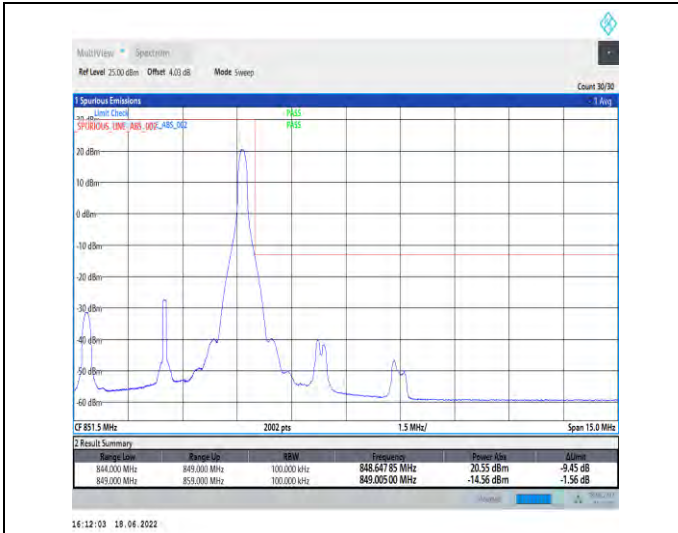 MultiView Spectrum
Ref Level 25.00 dBm Offset 4.03 dB Mode Sweep
Count 30/30
1 Spurious Emissions 1 Avg
Limit Check PASS
PASS
20 dBm
10 dBm
0 dBm
-10 dBm
-20 dBm
-30 dBm
-40 dBm
-50 dBm
-60 dBm
CF 851.5 MHz 2002 pts 1.5 MHz/ Span 15.0 MHz
2 Result Summary
Range Low Range Up RBW Frequency Power Abs ΔLimit
844.000 MHz 849.000 MHz 100.000 kHz 848.647 85 MHz 20.55 dBm -9.45 dB
849.000 MHz 859.000 MHz 100.000 kHz 849.005 00 MHz -14.56 dBm -1.56 dB
16:12:03 18.06.2022